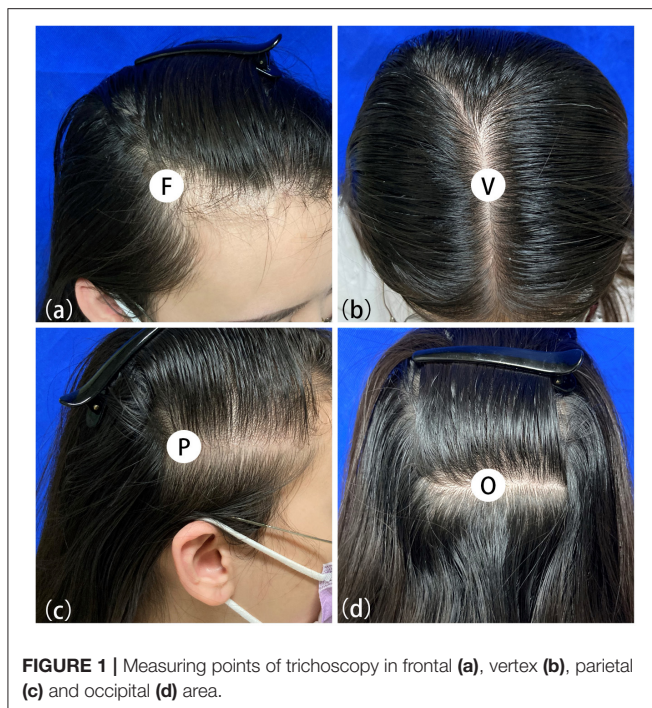 F
V
(a)
(b)
P
O
(c)
(d)
FIGURE 1 | Measuring points of trichoscopy in frontal (a), vertex (b), parietal
(c) and occipital (d) area.